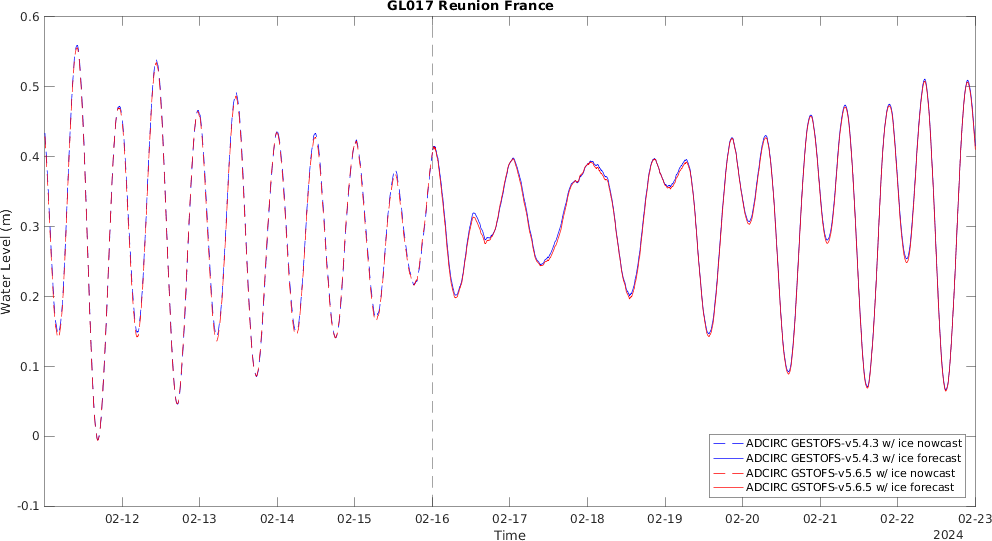 GL017 Reunion France
Water Level (m)
0.6
0.5
0.4
0.3
0.2
0.1
0
-0.1
02-12 02-13 02-14 02-15 02-16 02-17 02-18 02-19 02-20 02-21 02-22 02-23
Time
2024
ADCIRC GESTOFS-v5.4.3 w/ ice nowcast
ADCIRC GESTOFS-v5.4.3 w/ ice forecast
ADCIRC GSTOFS-v5.6.5 w/ ice nowcast
ADCIRC GSTOFS-v5.6.5 w/ ice forecast